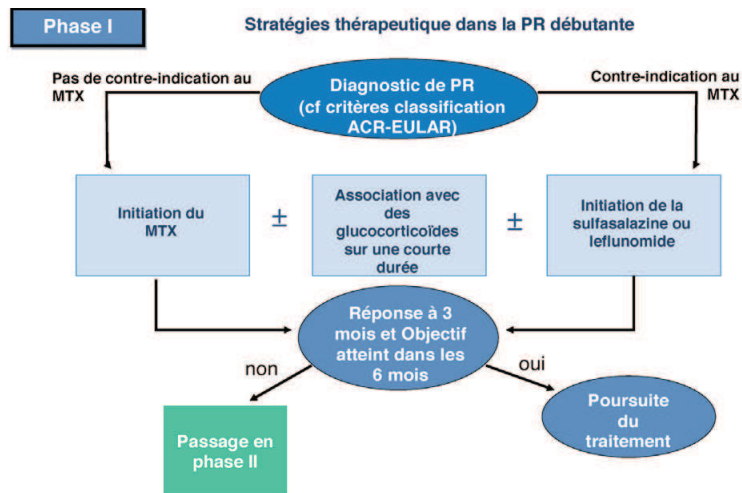 Phase I
Stratégies thérapeutique dans la PR débutante
Pas de contre-indication au
MTX
Diagnostic de PR
(cf critères classification
ACR-EULAR)
Contre-indication au
MTX
Initiation du
MTX
±
Association avec
des
glucocorticoïdes
sur une courte
durée
±
Initiation de la
sulfasalazine ou
leflunomide
Réponse à 3
mois et Objectif
atteint dans les
6 mois
non
oui
Passage en
phase II
Poursuite
du
traitement